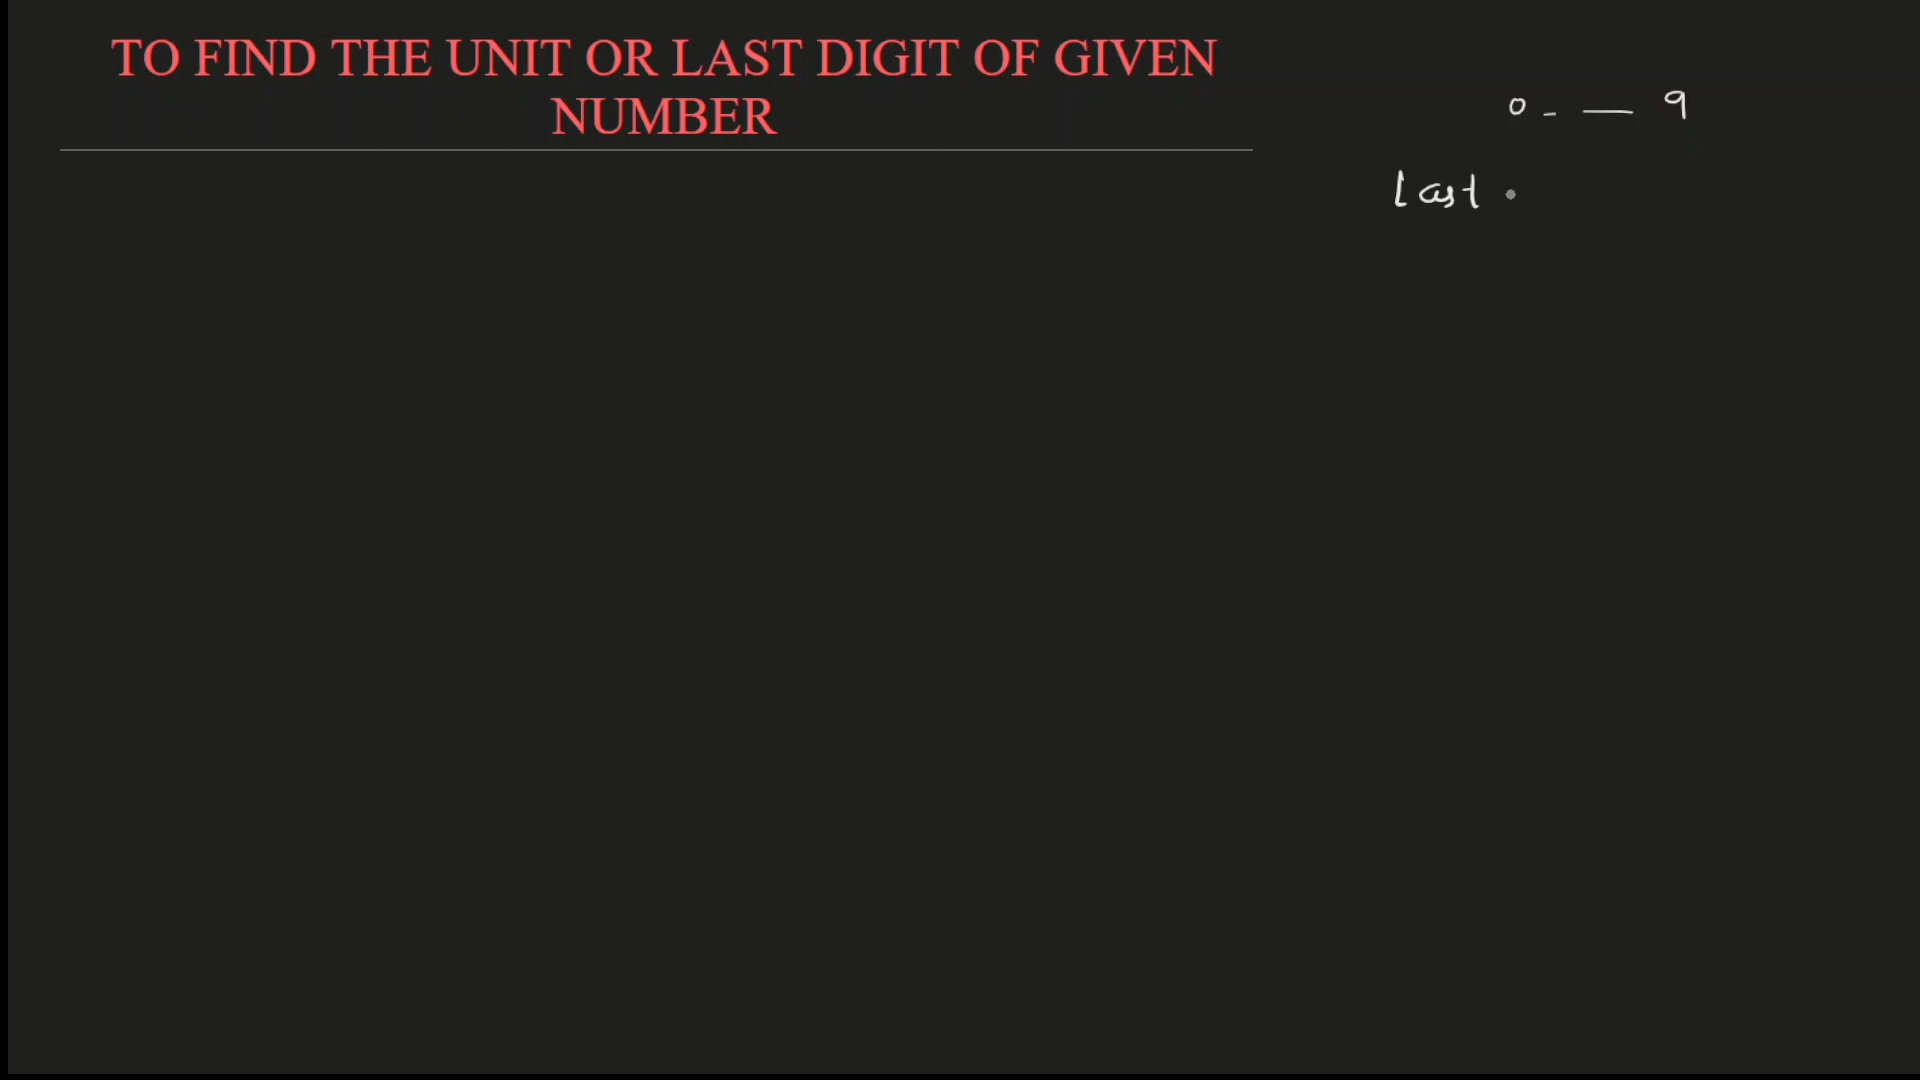 TO FIND THE UNIT OR LAST DIGIT OF GIVEN
NUMBER
0 - — 9
Last